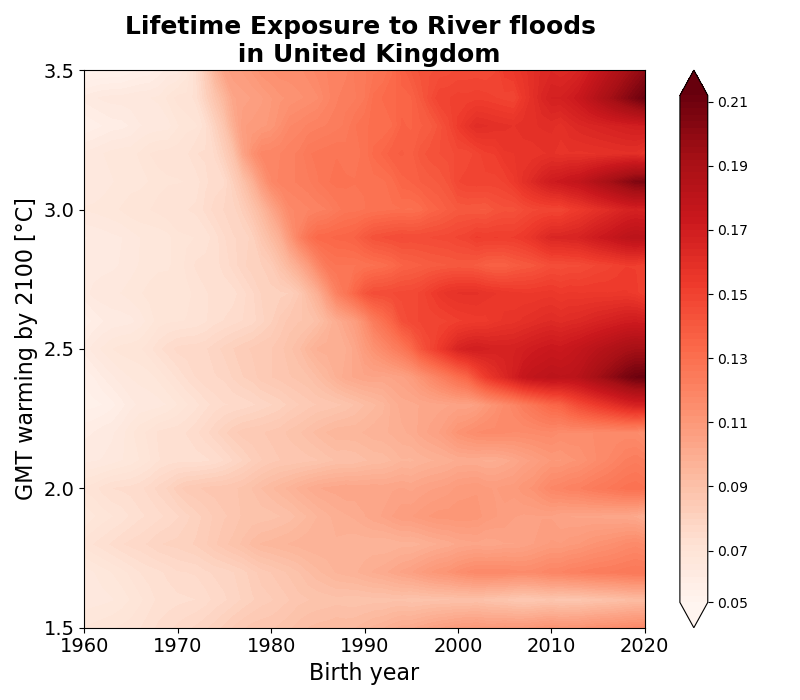 Lifetime Exposure to River floods
in United Kingdom
GMT warming by 2100 [°C]
3.5
3.0
2.5
2.0
1.5
1960 1970 1980 1990 2000 2010 2020
Birth year
0.21
0.19
0.17
0.15
0.13
0.11
0.09
0.07
0.05